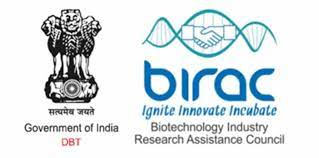 सत्यमेव जयते
Government of India
DBT
birac
Ignite Innovate Incubate
Biotechnology Industry
Research Assistance Council